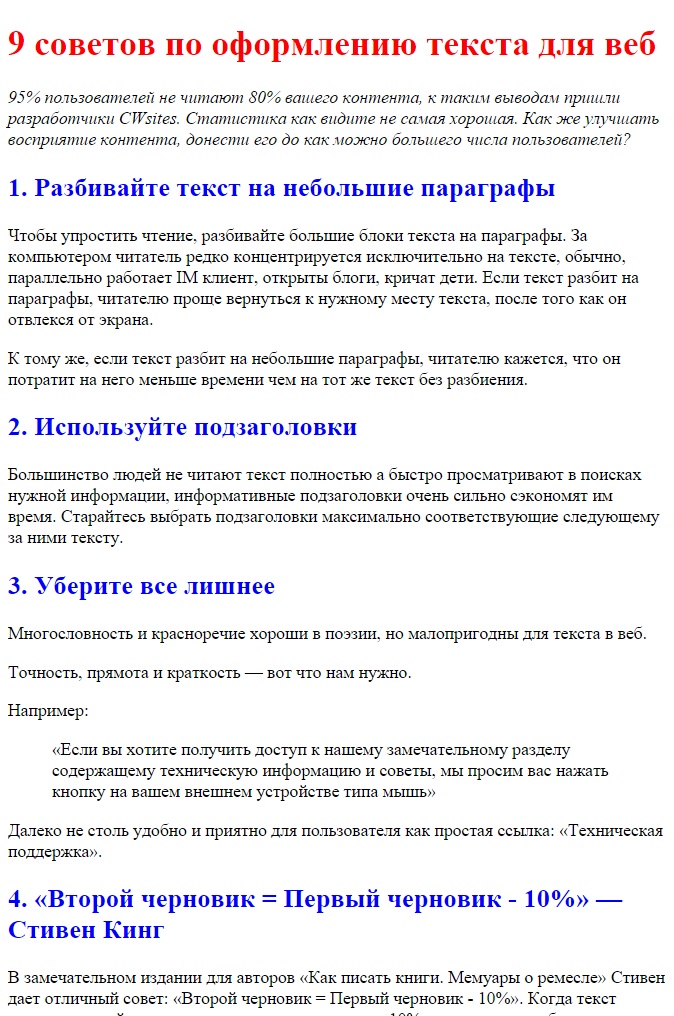 9 советов по оформлению текста для веб
95% пользователей не читают 80% вашего контента, к таким выводам пришли
разработчики CWsites. Статистика как видите не самая хорошая. Как же улучшать
восприятие контента, донести его до как можно большего числа пользователей?
1. Разбивайте текст на небольшие параграфы
Чтобы упростить чтение, разбивайте большие блоки текста на параграфы. За
компьютером читатель редко концентрируется исключительно на тексте, обычно,
параллельно работает IM клиент, открыты блоги, кричат дети. Если текст разбит на
параграфы, читателю проще вернуться к нужному месту текста, после того как он
отвлекся от экрана.
К тому же, если текст разбит на небольшие параграфы, читателю кажется, что он
потратит на него меньше времени чем на тот же текст без разбиения.
2. Используйте подзаголовки
Большинство людей не читают текст полностью а быстро просматривают в поисках
нужной информации, информативные подзаголовки очень сильно сэкономят им
время. Старайтесь выбрать подзаголовки максимально соответствующие следующему
за ними тексту.
3. Уберите все лишнее
Многословность и красноречие хороши в поэзии, но малопригодны для текста в веб.
Точность, прямота и краткость — вот что нам нужно.
Например:
«Если вы хотите получить доступ к нашему замечательному разделу
содержащему техническую информацию и советы, мы просим вас нажать
кнопку на вашем внешнем устройстве типа мышь»
Далеко не столь удобно и приятно для пользователя как простая ссылка: «Техническая
поддержка».
4. «Второй черновик = Первый черновик - 10%» —
Стивен Кинг
В замечательном издании для авторов «Как писать книги. Мемуары о ремесле» Стивен
дает отличный совет: «Второй черновик = Первый черновик - 10%». Когда текст